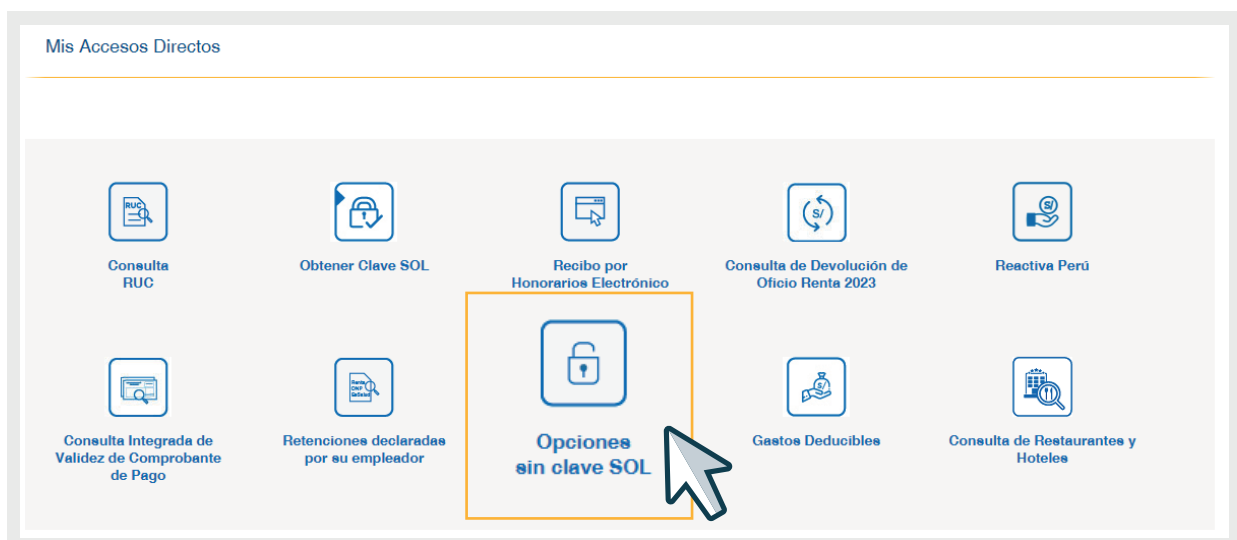 Mis Accesos Directos
RUC
S/
S/
Consulta
RUC
Obtener Clave SOL
Recibo por
Honorarios Electrónico
Consulta de Devolución de
Oficio Renta 2023
Reactiva Perú
Renta
S/
Consulta Integrada de
Validez de Comprobante
de Pago
Retenciones declaradas
por su empleador
Opciones
sin clave SOL
Gastos Deducibles
Consulta de Restaurantes y
Hoteles